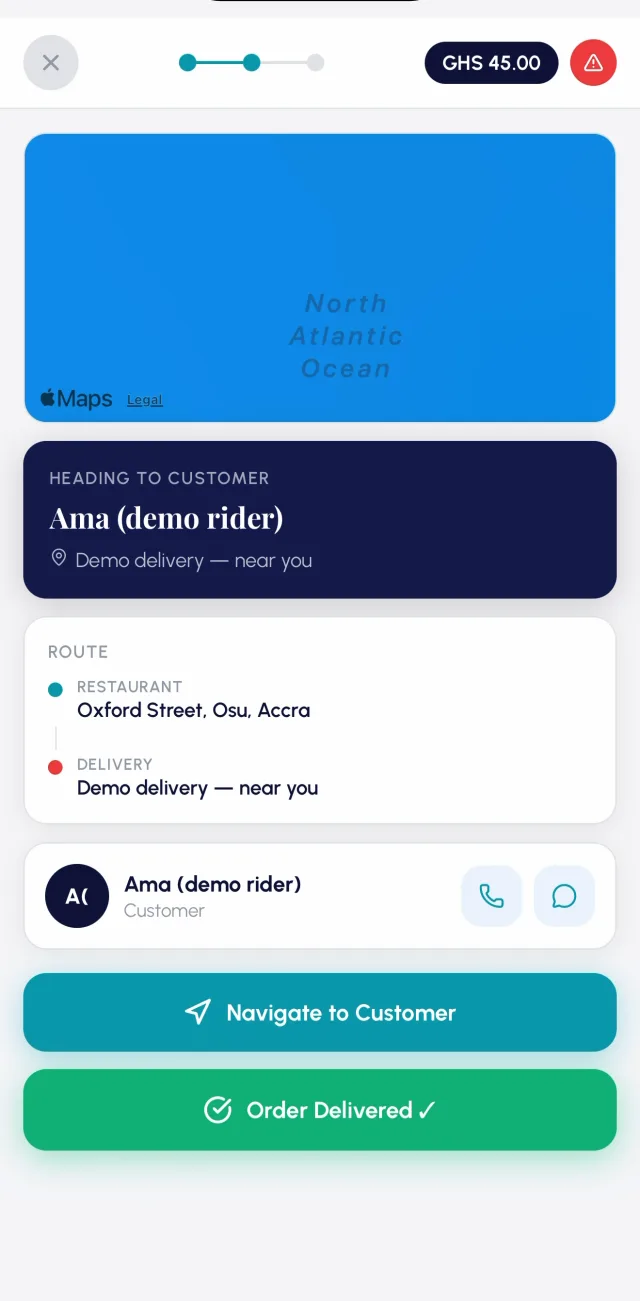 GHS 45.00
North
Atlantic
Ocean
Maps Legal
HEADING TO CUSTOMER
Ama (demo rider)
Demo delivery — near you
ROUTE
RESTAURANT
Oxford Street, Osu, Accra
DELIVERY
Demo delivery — near you
A(
Ama (demo rider)
Customer
Navigate to Customer
Order Delivered ✓